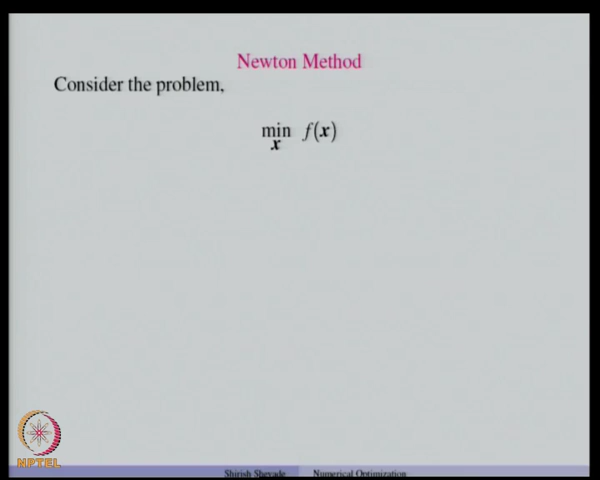 Newton Method
Consider the problem,
min f(x)
x
NPTEL
Shirish Shevade Numerical Optimization